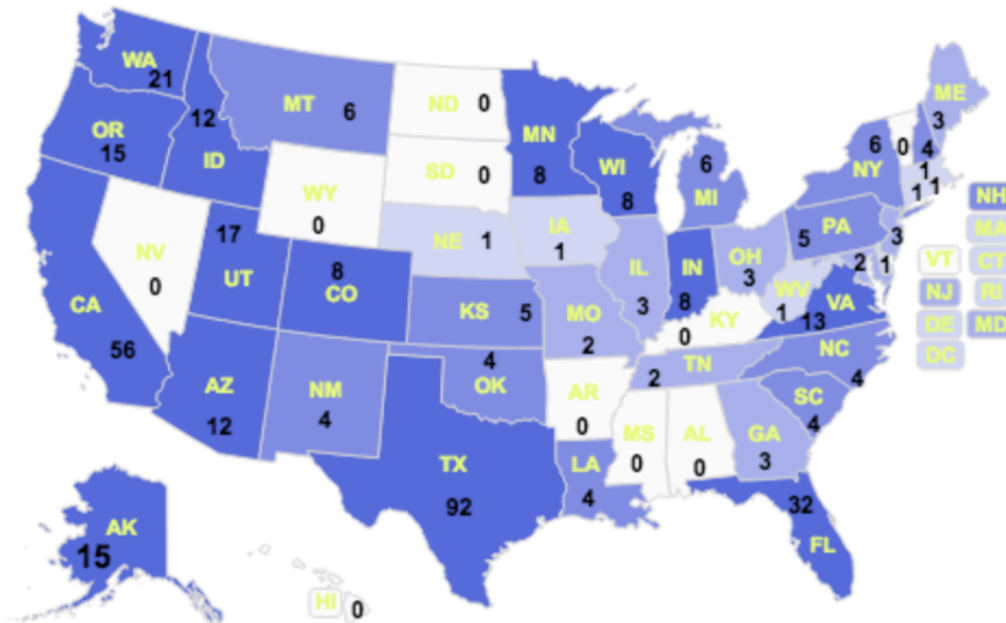 WA
21
MT
6
ND 0
MN
8
ME
3
OR
15
12
ID
SD 0
WI
8
6
MI
6
NY
0
4
1
1
1
WY
0
NV
0
17
UT
8
CO
NE 1
IA
1
IL
3
IN
8
OH
3
5 PA
3
2
1
WV
1
VA
13
CA
56
KS 5
MO
2
0 KY
AZ
12
NM
4
4
OK
AR
0
TN
2
NC
4
SC
4
TX
92
LA
4
MS
0
AL
0
GA
3
32
FL
AK
15
HI 0
NH
MA
VT CT
NJ RI
DE MD
DC